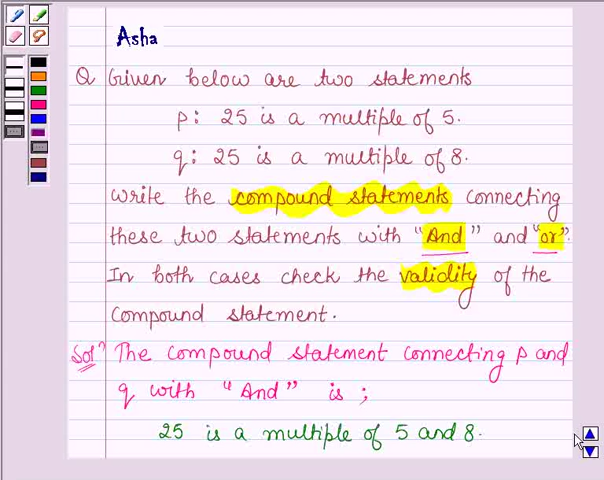 Asha
Q Given below are two statements
p: 25 is a multiple of 5.
q: 25 is a multiple of 8.
Write the compound statements connecting
these two statements with "And" and "or".
In both cases check the validity of the
Compound statement.
Sol? The compound statement connecting p and
q with "And" is ;
25 is a multiple of 5 and 8.